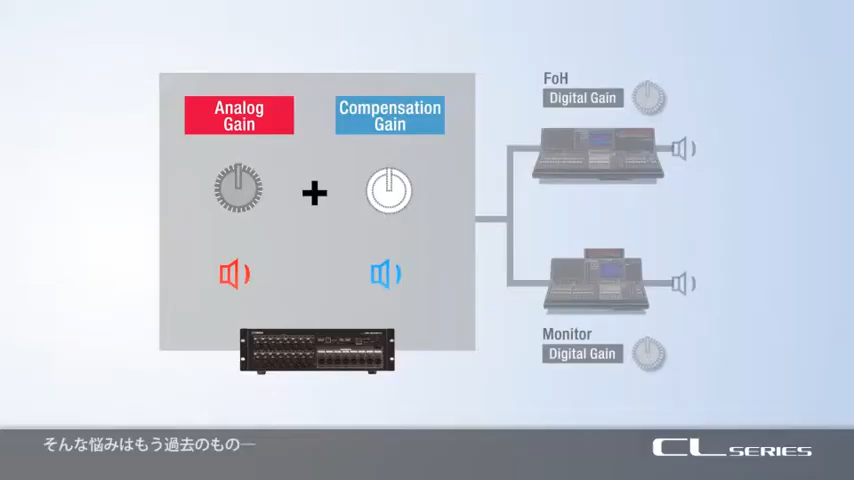 Analog
Gain
Compensation
Gain
FoH
Digital Gain
Monitor
Digital Gain
そんな悩みはもう過去のもの―
CL SERIES